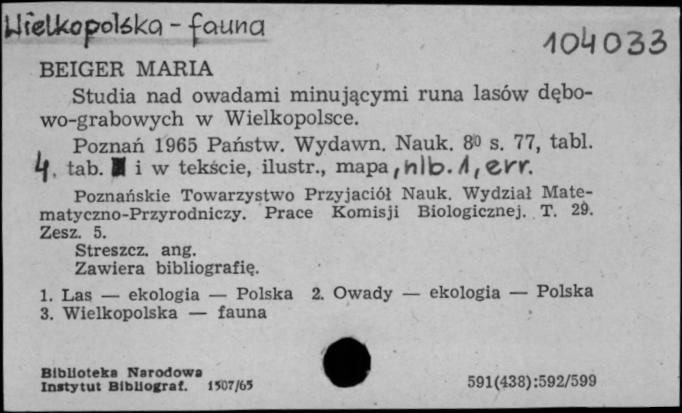 Wielkopolska - fauna
104033
BEIGER MARIA
Studia nad owadami minującymi runa lasów dębo-
wo-grabowych w Wielkopolsce.
Poznań 1965 Państw. Wydawn. Nauk. 8⁰ s. 77, tabl.
4, tab. i w tekście, ilustr., mapa, nlb. 1, err.
Poznańskie Towarzystwo Przyjaciół Nauk. Wydział Mate-
matyczno-Przyrodniczy. Prace Komisji Biologicznej. T. 29.
Zesz. 5.
Streszcz. ang.
Zawiera bibliografię.
1. Las — ekologia — Polska 2. Owady — ekologia — Polska
3. Wielkopolska — fauna
Biblioteka Narodowa
Instytut Bibliograf. 1507/65
591(438):592/599